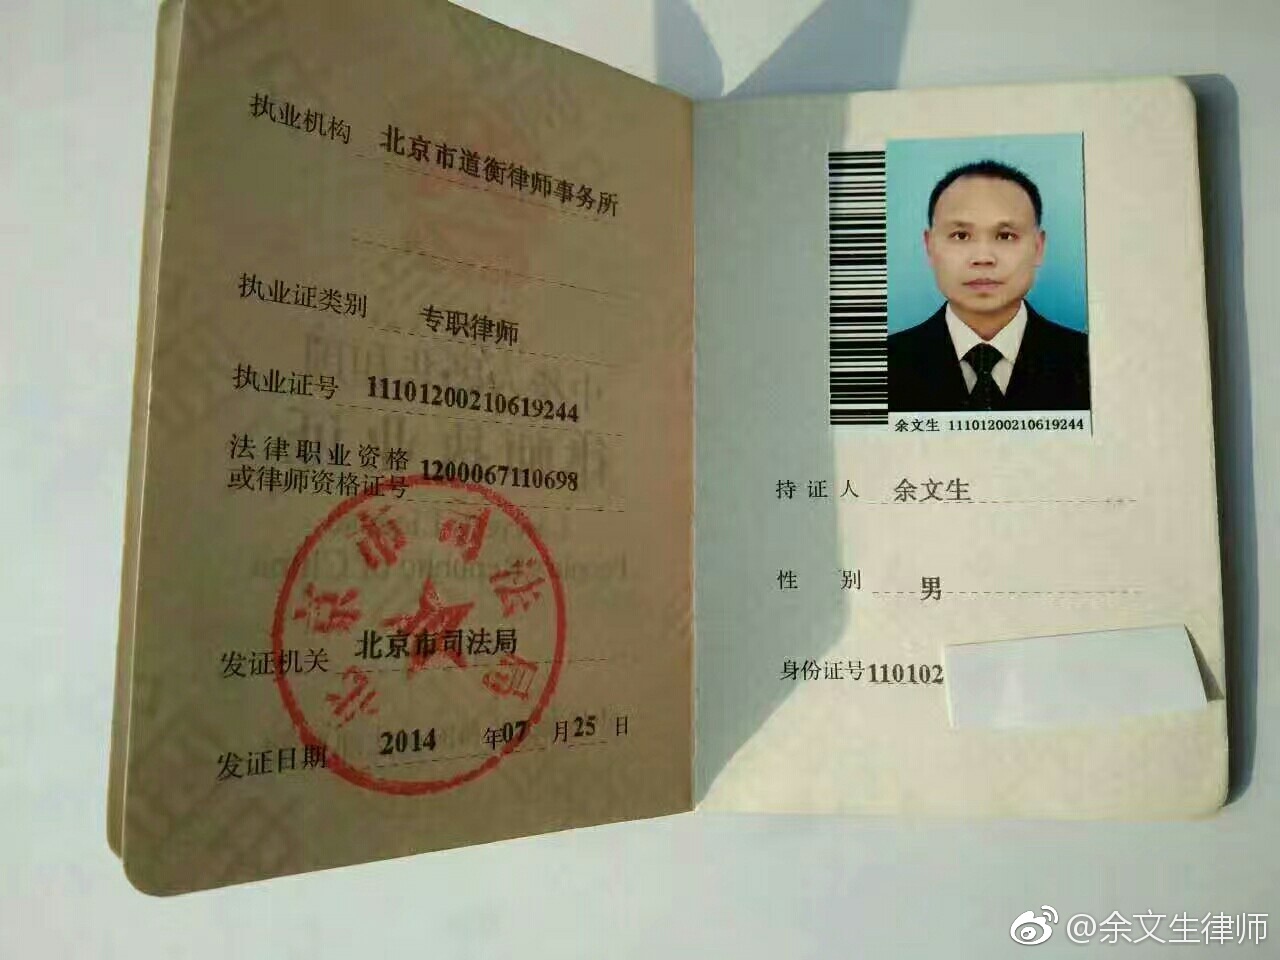 执业机构 北京市道衡律师事务所
执业证类别 专职律师
执业证号 11101200210619244
法律职业资格
或律师资格证号 1200067110698
发证机关 北京市司法局
发证日期 2014 年07 月25 日
北京市司法局
余文生 11101200210619244
持证人 余文生
性别 男
身份证号 110102
@余文生律师